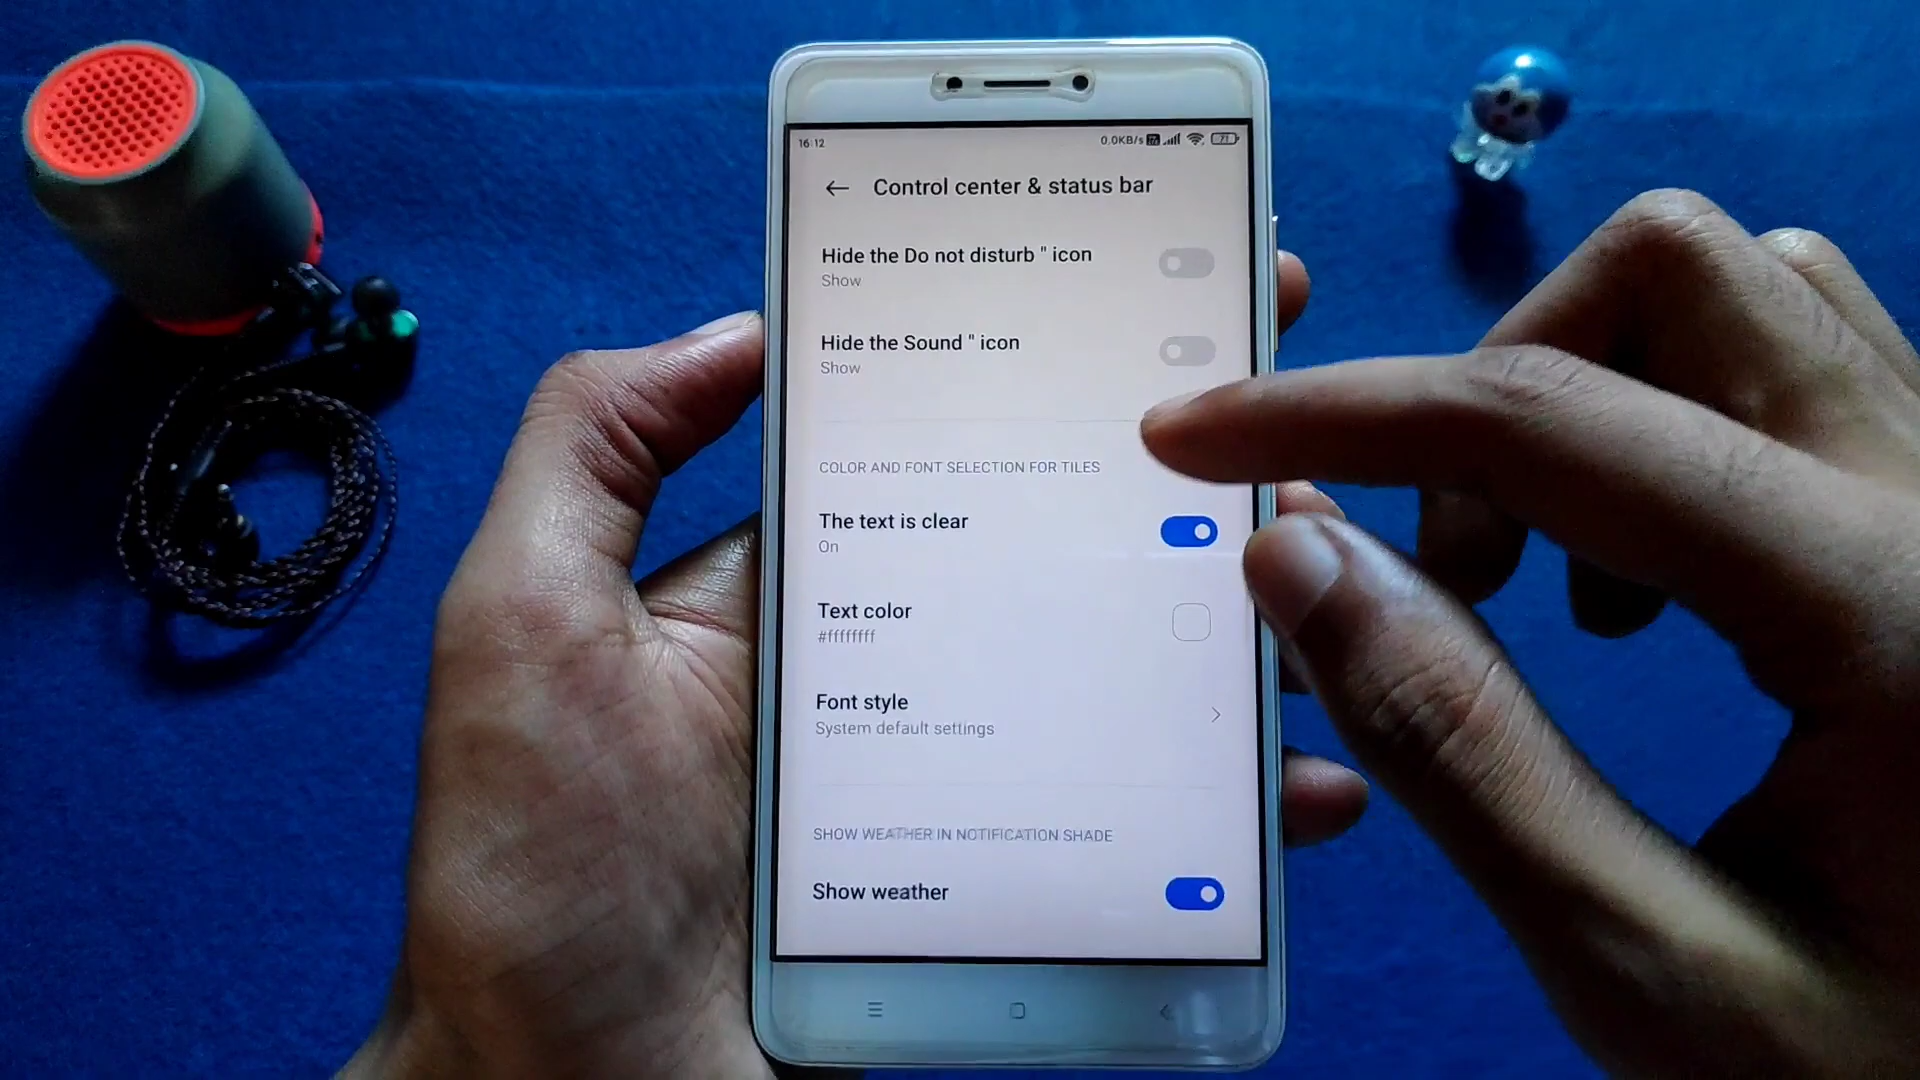 16:12
0.0KB/s 71
Control center & status bar
Hide the Do not disturb " icon
Show
Hide the Sound " icon
Show
COLOR AND FONT SELECTION FOR TILES
The text is clear
On
Text color
#ffffffff
Font style
System default settings
SHOW WEATHER IN NOTIFICATION SHADE
Show weather